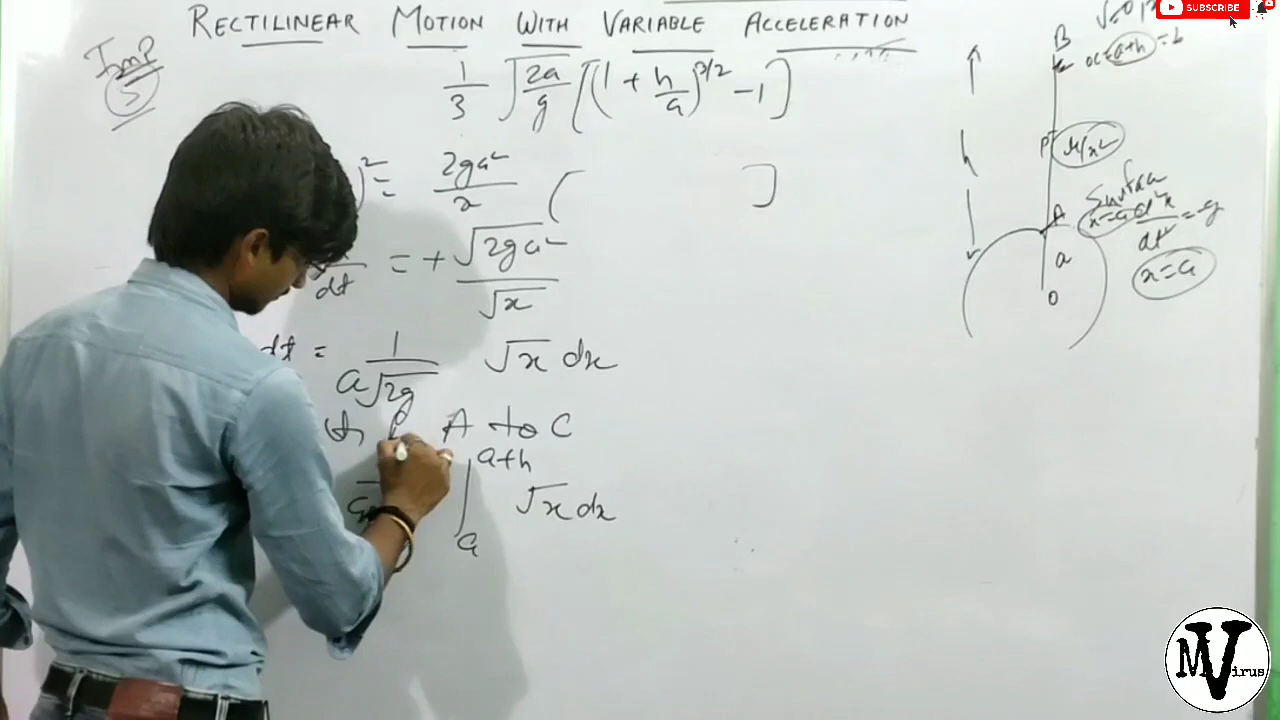 RECTILINEAR MOTION WITH VARIABLE ACCELERATION
SUBSCRIBE
Imp
5
1/3 √(2a/g) [(1 + h/a)^3/2 - 1]
)² = 2ga²/x ( ]
dt = + √2ga²/√x
dt = 1/a√2g √x dx
A to C
∫ a+h a √x dx
B
x=a+h=b
P
μ/x²
h
Surface
A
x=a d²x/dt² = -g
a
x=a
O
MVirus